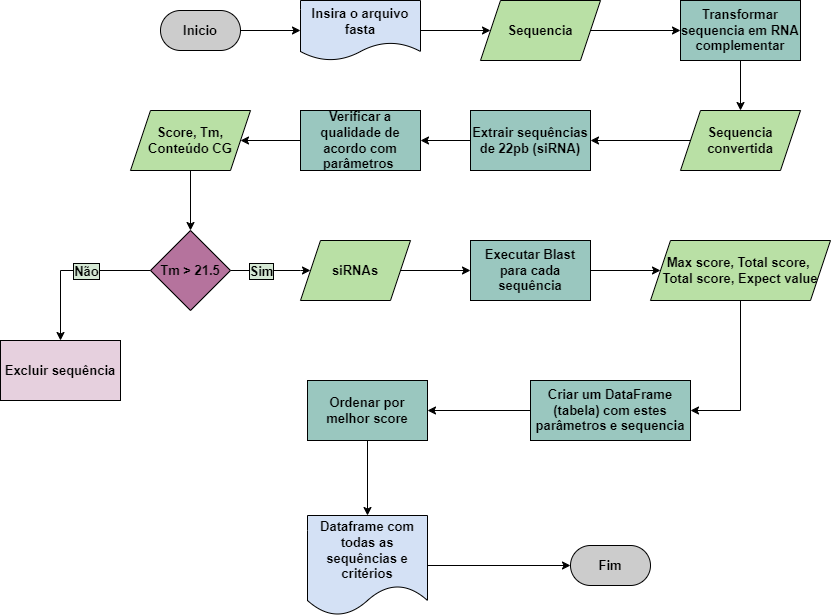 Inicio
Insira o arquivo
fasta
Sequencia
Transformar
sequencia em RNA
complementar
Score, Tm,
Conteúdo CG
Verificar a
qualidade de
acordo com
parâmetros
Extrair sequências
de 22pb (siRNA)
Sequencia
convertida
Não
Tm > 21.5
Sim
siRNAs
Executar Blast
para cada
sequência
Max score, Total score,
Total score, Expect value
Excluir sequência
Ordenar por
melhor score
Criar um DataFrame
(tabela) com estes
parâmetros e sequencia
Dataframe com
todas as
sequências e
critérios
Fim